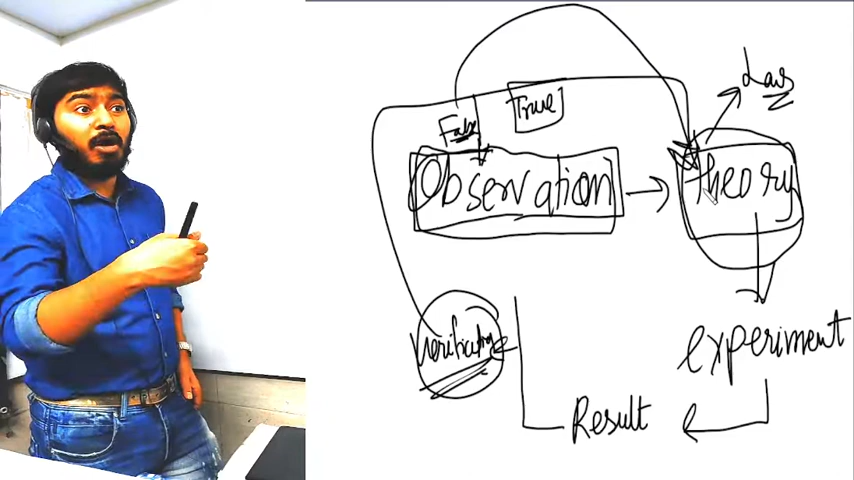 Law
True
False
Observation
theory
verification
experiment
Result